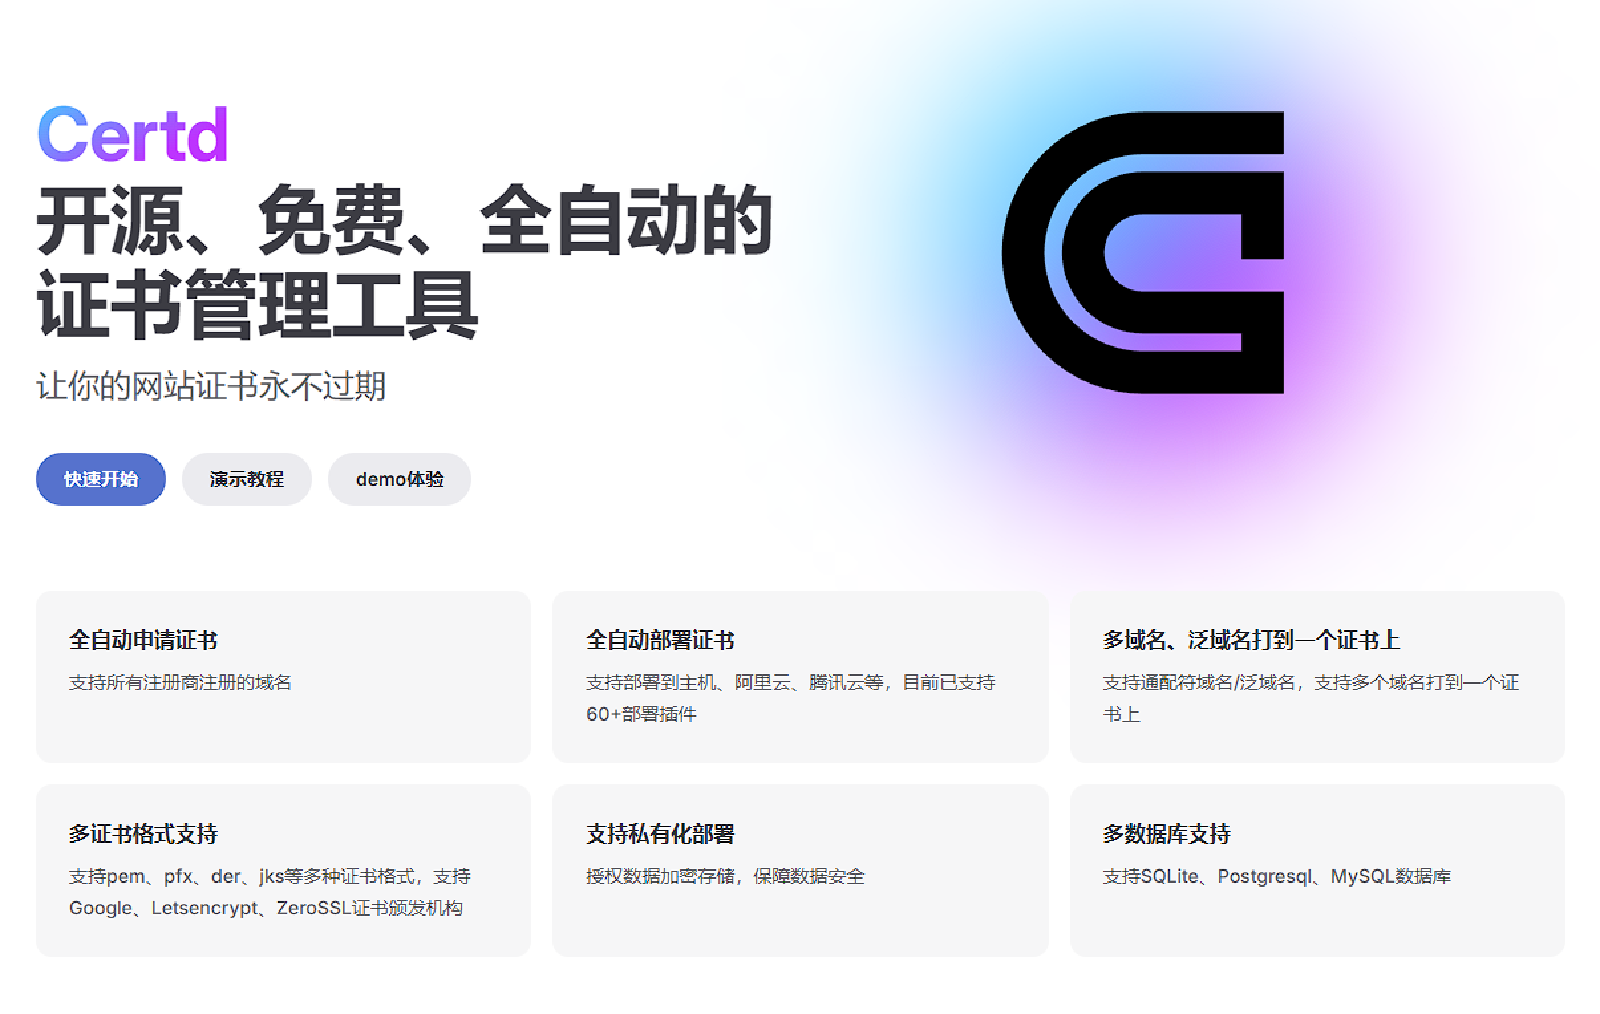 Certd
开源、免费、全自动的
证书管理工具
让你的网站证书永不过期
快速开始
演示教程
demo体验
全自动申请证书
支持所有注册商注册的域名
全自动部署证书
支持部署到主机、阿里云、腾讯云等，目前已支持
60+部署插件
多域名、泛域名打到一个证书上
支持通配符域名/泛域名，支持多个域名打到一个证
书上
多证书格式支持
支持pem、pfx、der、jks等多种证书格式，支持
Google、Letsencrypt、ZeroSSL证书颁发机构
支持私有化部署
授权数据加密存储，保障数据安全
多数据库支持
支持SQLite、Postgresql、MySQL数据库